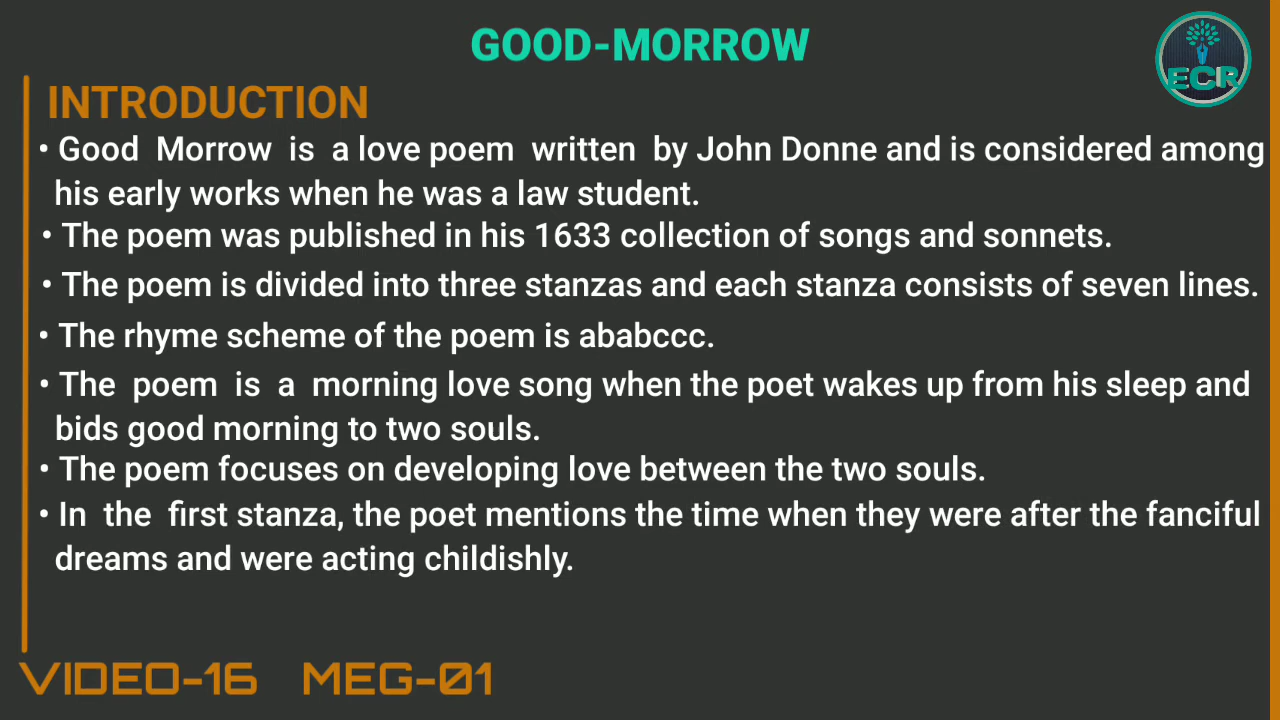 GOOD-MORROW
ECR
INTRODUCTION
• Good Morrow is a love poem written by John Donne and is considered among
his early works when he was a law student.
• The poem was published in his 1633 collection of songs and sonnets.
• The poem is divided into three stanzas and each stanza consists of seven lines.
• The rhyme scheme of the poem is ababccc.
• The poem is a morning love song when the poet wakes up from his sleep and
bids good morning to two souls.
• The poem focuses on developing love between the two souls.
• In the first stanza, the poet mentions the time when they were after the fanciful
dreams and were acting childishly.
VIDEO-16 MEG-01